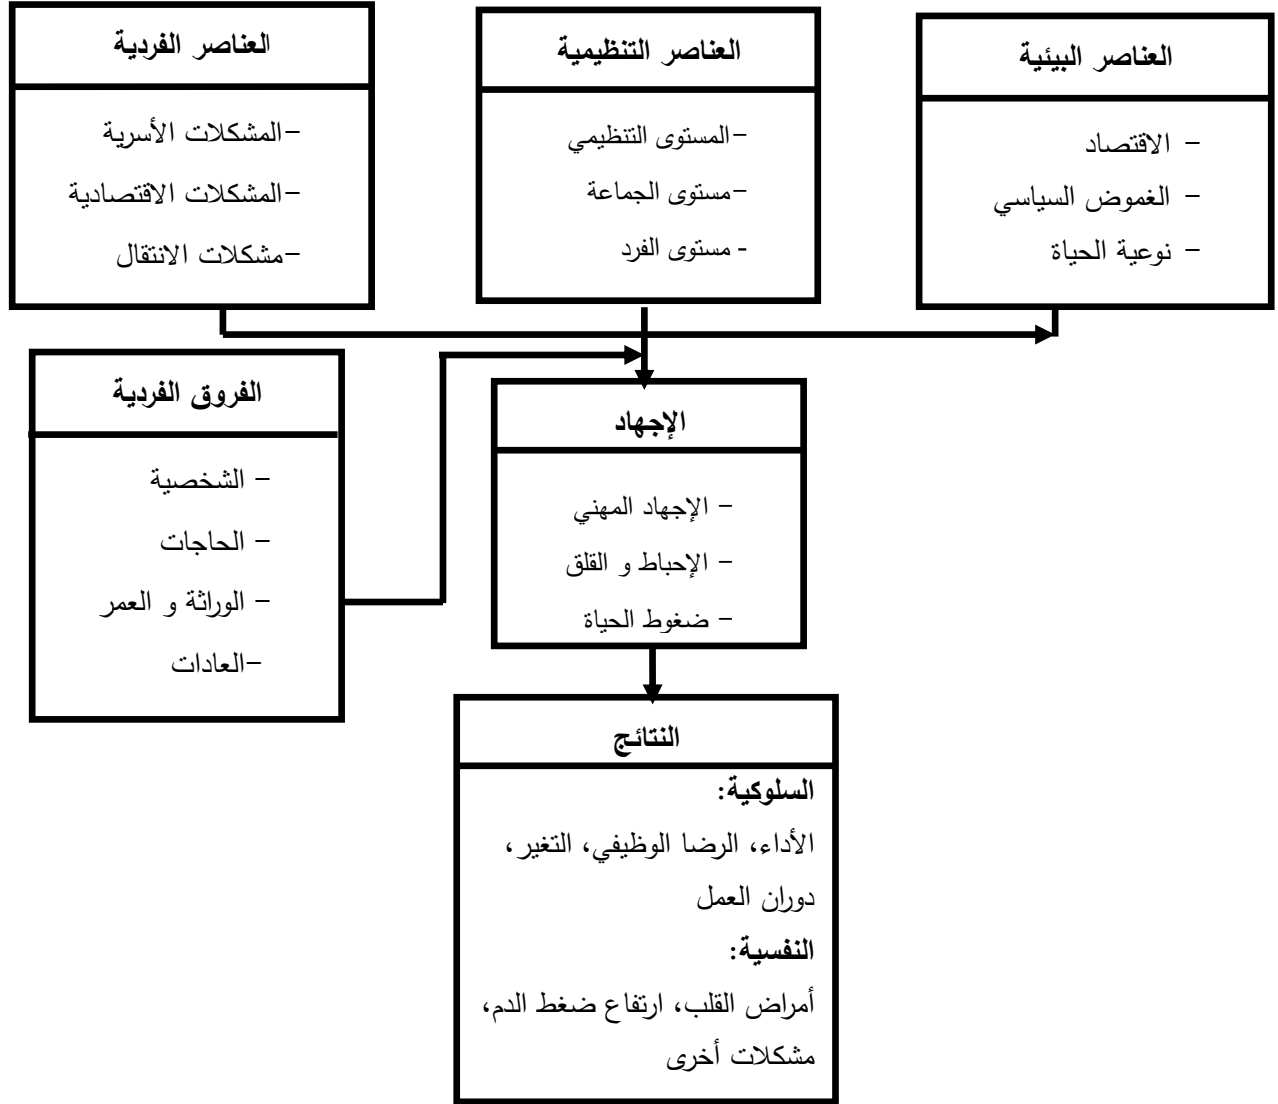 العناصر البيئية
- الاقتصاد
- الغموض السياسي
- نوعية الحياة
العناصر التنظيمية
-المستوى التنظيمي
-مستوى الجماعة
- مستوى الفرد
العناصر الفردية
-المشكلات الأسرية
-المشكلات الاقتصادية
-مشكلات الانتقال
الفروق الفردية
- الشخصية
- الحاجات
- الوراثة و العمر
-العادات
الإجهاد
- الإجهاد المهني
- الإحباط و القلق
- ضغوط الحياة
النتائج
السلوكية:
الأداء، الرضا الوظيفي، التغير،
دوران العمل
النفسية:
أمراض القلب، ارتفاع ضغط الدم،
مشكلات أخرى